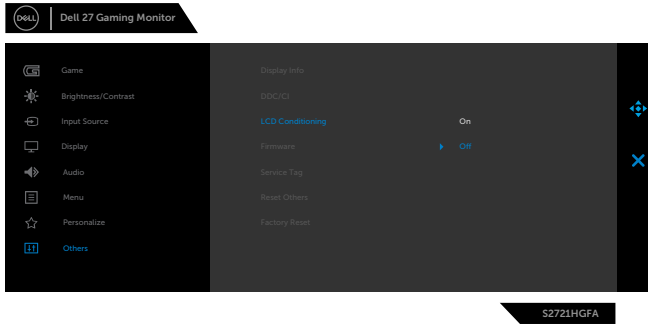 DELL
Dell 27 Gaming Monitor
Game
Brightness/Contrast
Input Source
Display
Audio
Menu
Personalize
Others
Display Info
DDC/CI
LCD Conditioning
On
Firmware
Off
Service Tag
Reset Others
Factory Reset
S2721HGFA